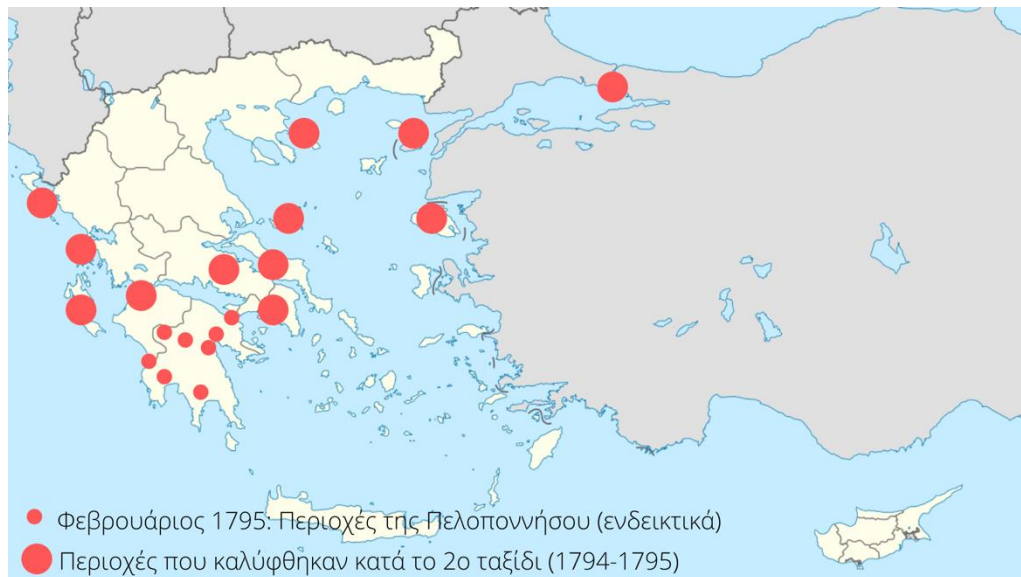 Φεβρουάριος 1795: Περιοχές της Πελοποννήσου (ενδεικτικά)
Περιοχές που καλύφθηκαν κατά το 2ο ταξίδι (1794-1795)